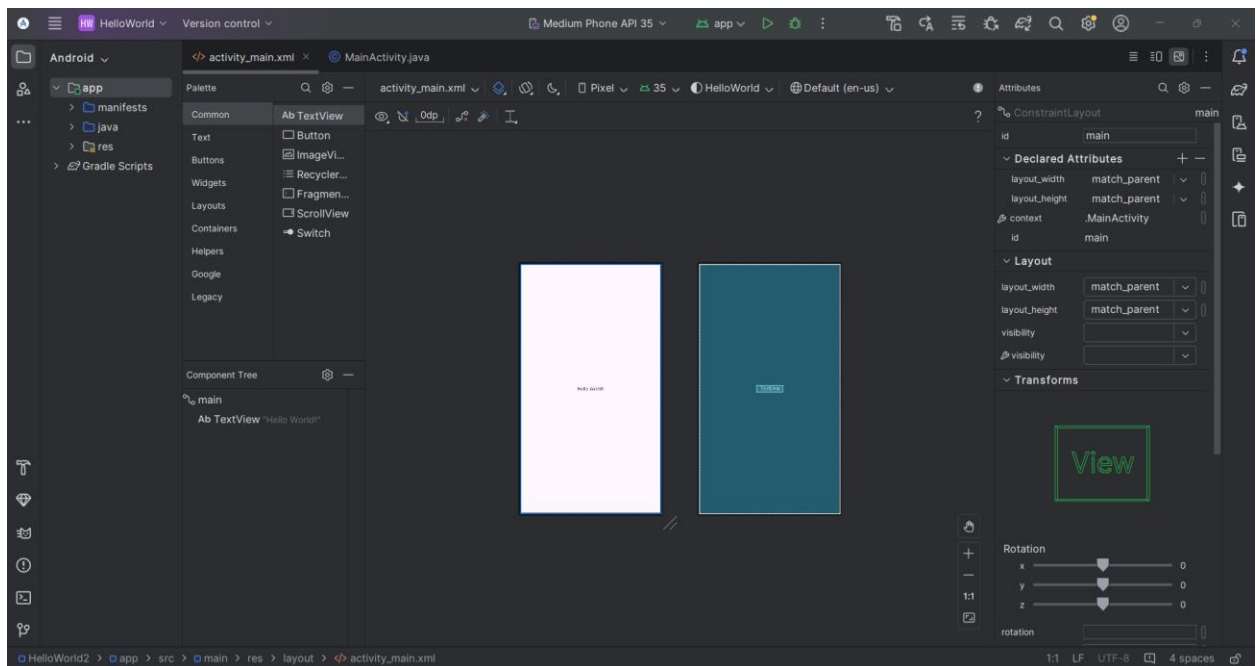 HW HelloWorld Version control Medium Phone API 35 app
Android
activity_main.xml MainActivity.java
app
manifests
java
res
Gradle Scripts
Palette
Common
Text
Buttons
Widgets
Layouts
Containers
Helpers
Google
Legacy
Ab TextView
Button
ImageVi...
Recycler...
Fragmen...
ScrollView
Switch
Component Tree
main
Ab TextView "Hello World!"
activity_main.xml Pixel 35 HelloWorld Default (en-us)
0dp ?
Hello World!
TextView
1:1
Attributes
ConstraintLayout main
id main
Declared Attributes
layout_width match_parent
layout_height match_parent
context .MainActivity
id main
Layout
layout_width match_parent
layout_height match_parent
visibility
visibility
Transforms
View
Rotation
x 0
y 0
z 0
rotation
HelloWorld2 > app > src > main > res > layout > activity_main.xml 1:1 LF UTF-8 4 spaces